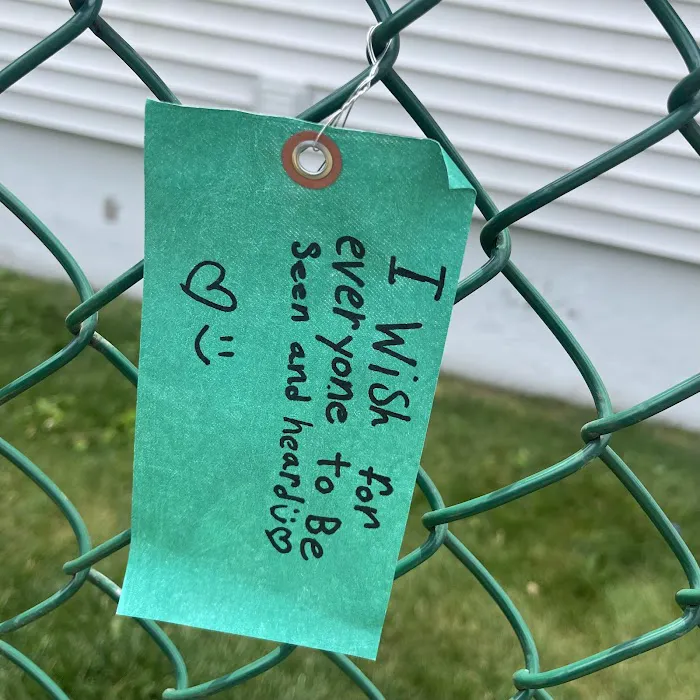 I Wish for
everyone to Be
Seen and heard ü♡
♡ :)